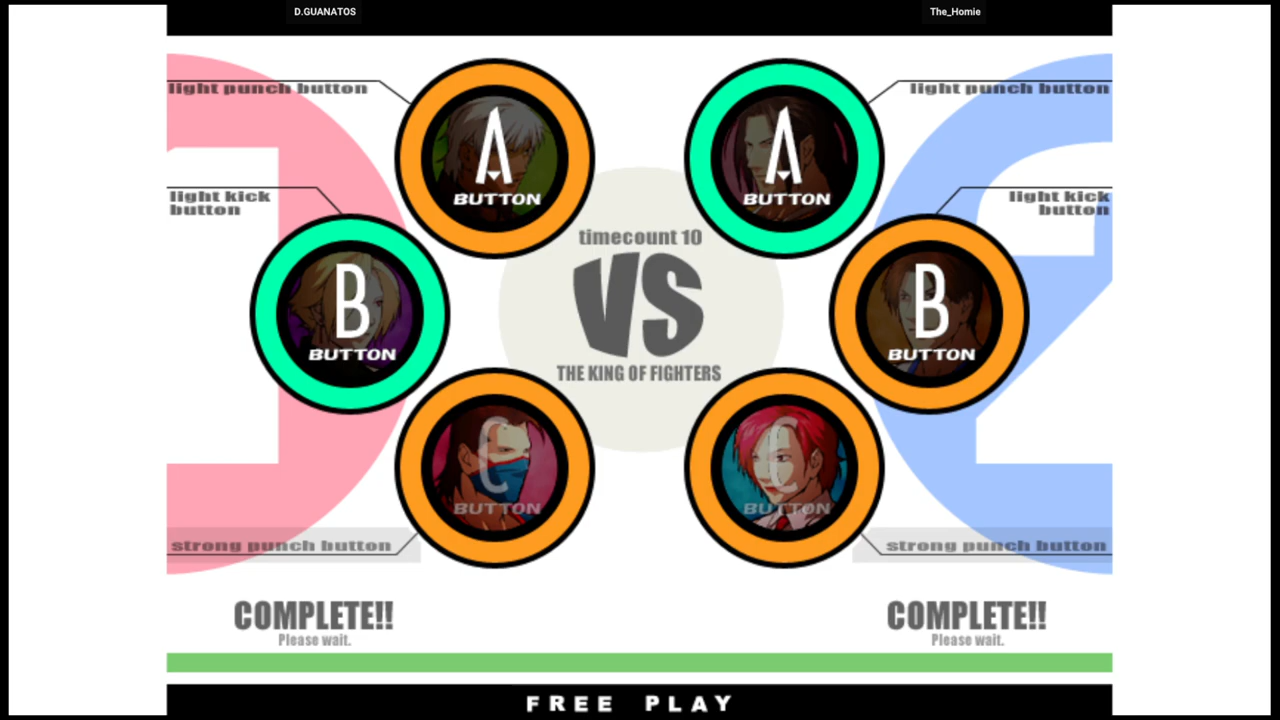 D.GUANATOS
The_Homie
light punch button
light punch button
A
BUTTON
A
BUTTON
light kick
button
light kick
button
timecount 10
VS
THE KING OF FIGHTERS
B
BUTTON
B
BUTTON
C
BUTTON
C
BUTTON
strong punch button
strong punch button
COMPLETE!!
Please wait.
COMPLETE!!
Please wait.
FREE PLAY
1
2